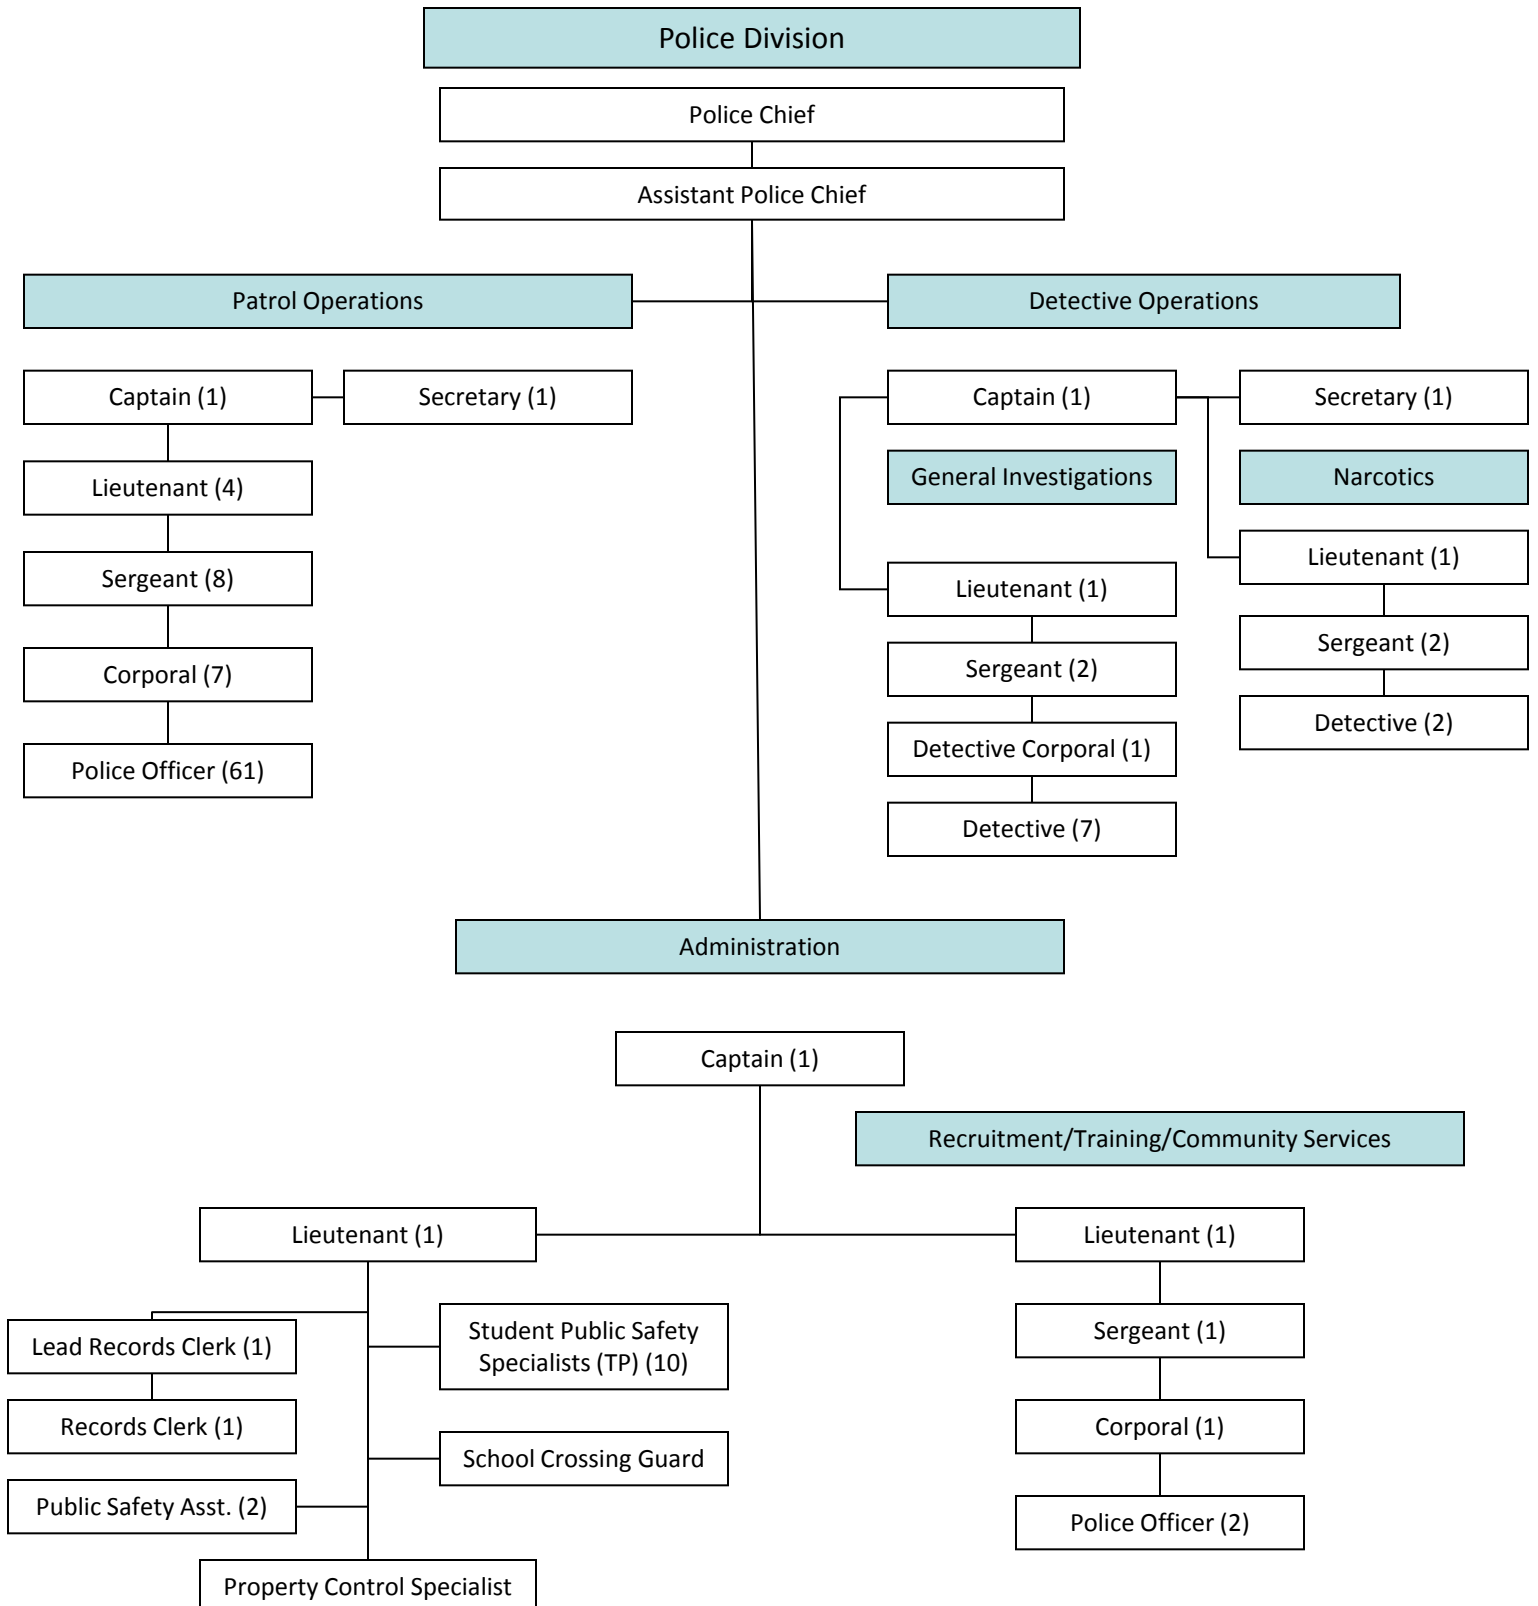 Police Division
Police Chief
Assistant Police Chief
Patrol Operations
Detective Operations
Captain (1)
Secretary (1)
Captain (1)
Secretary (1)
General Investigations
Narcotics
Lieutenant (4)
Lieutenant (1)
Sergeant (8)
Lieutenant (1)
Sergeant (2)
Corporal (7)
Sergeant (2)
Detective (2)
Detective Corporal (1)
Police Officer (61)
Detective (7)
Administration
Captain (1)
Recruitment/Training/Community Services
Lieutenant (1)
Lieutenant (1)
Lead Records Clerk (1)
Student Public Safety
Specialists (TP) (10)
Sergeant (1)
Records Clerk (1)
Corporal (1)
School Crossing Guard
Public Safety Asst. (2)
Police Officer (2)
Property Control Specialist